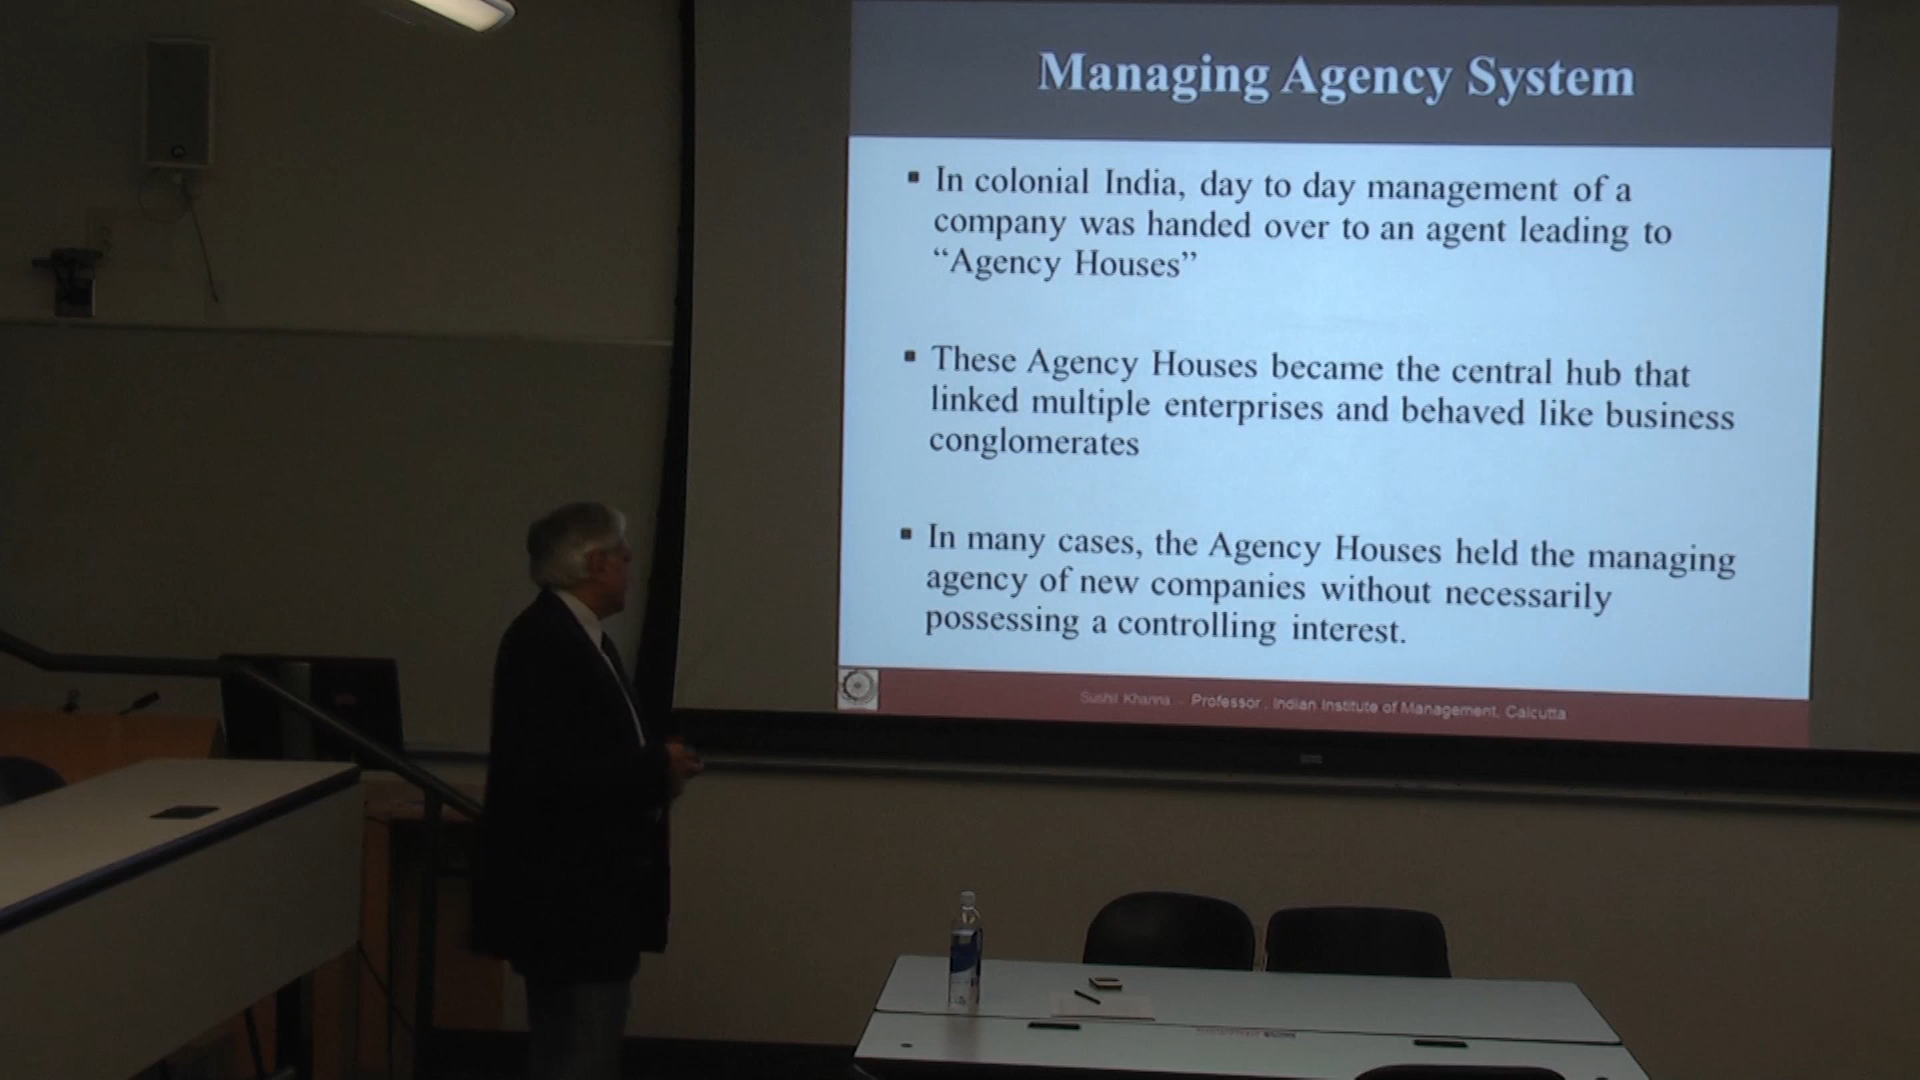 Managing Agency System
In colonial India, day to day management of a
company was handed over to an agent leading to
“Agency Houses”
These Agency Houses became the central hub that
linked multiple enterprises and behaved like business
conglomerates
In many cases, the Agency Houses held the managing
agency of new companies without necessarily
possessing a controlling interest.
Sushil Khanna - Professor, Indian Institute of Management, Calcutta